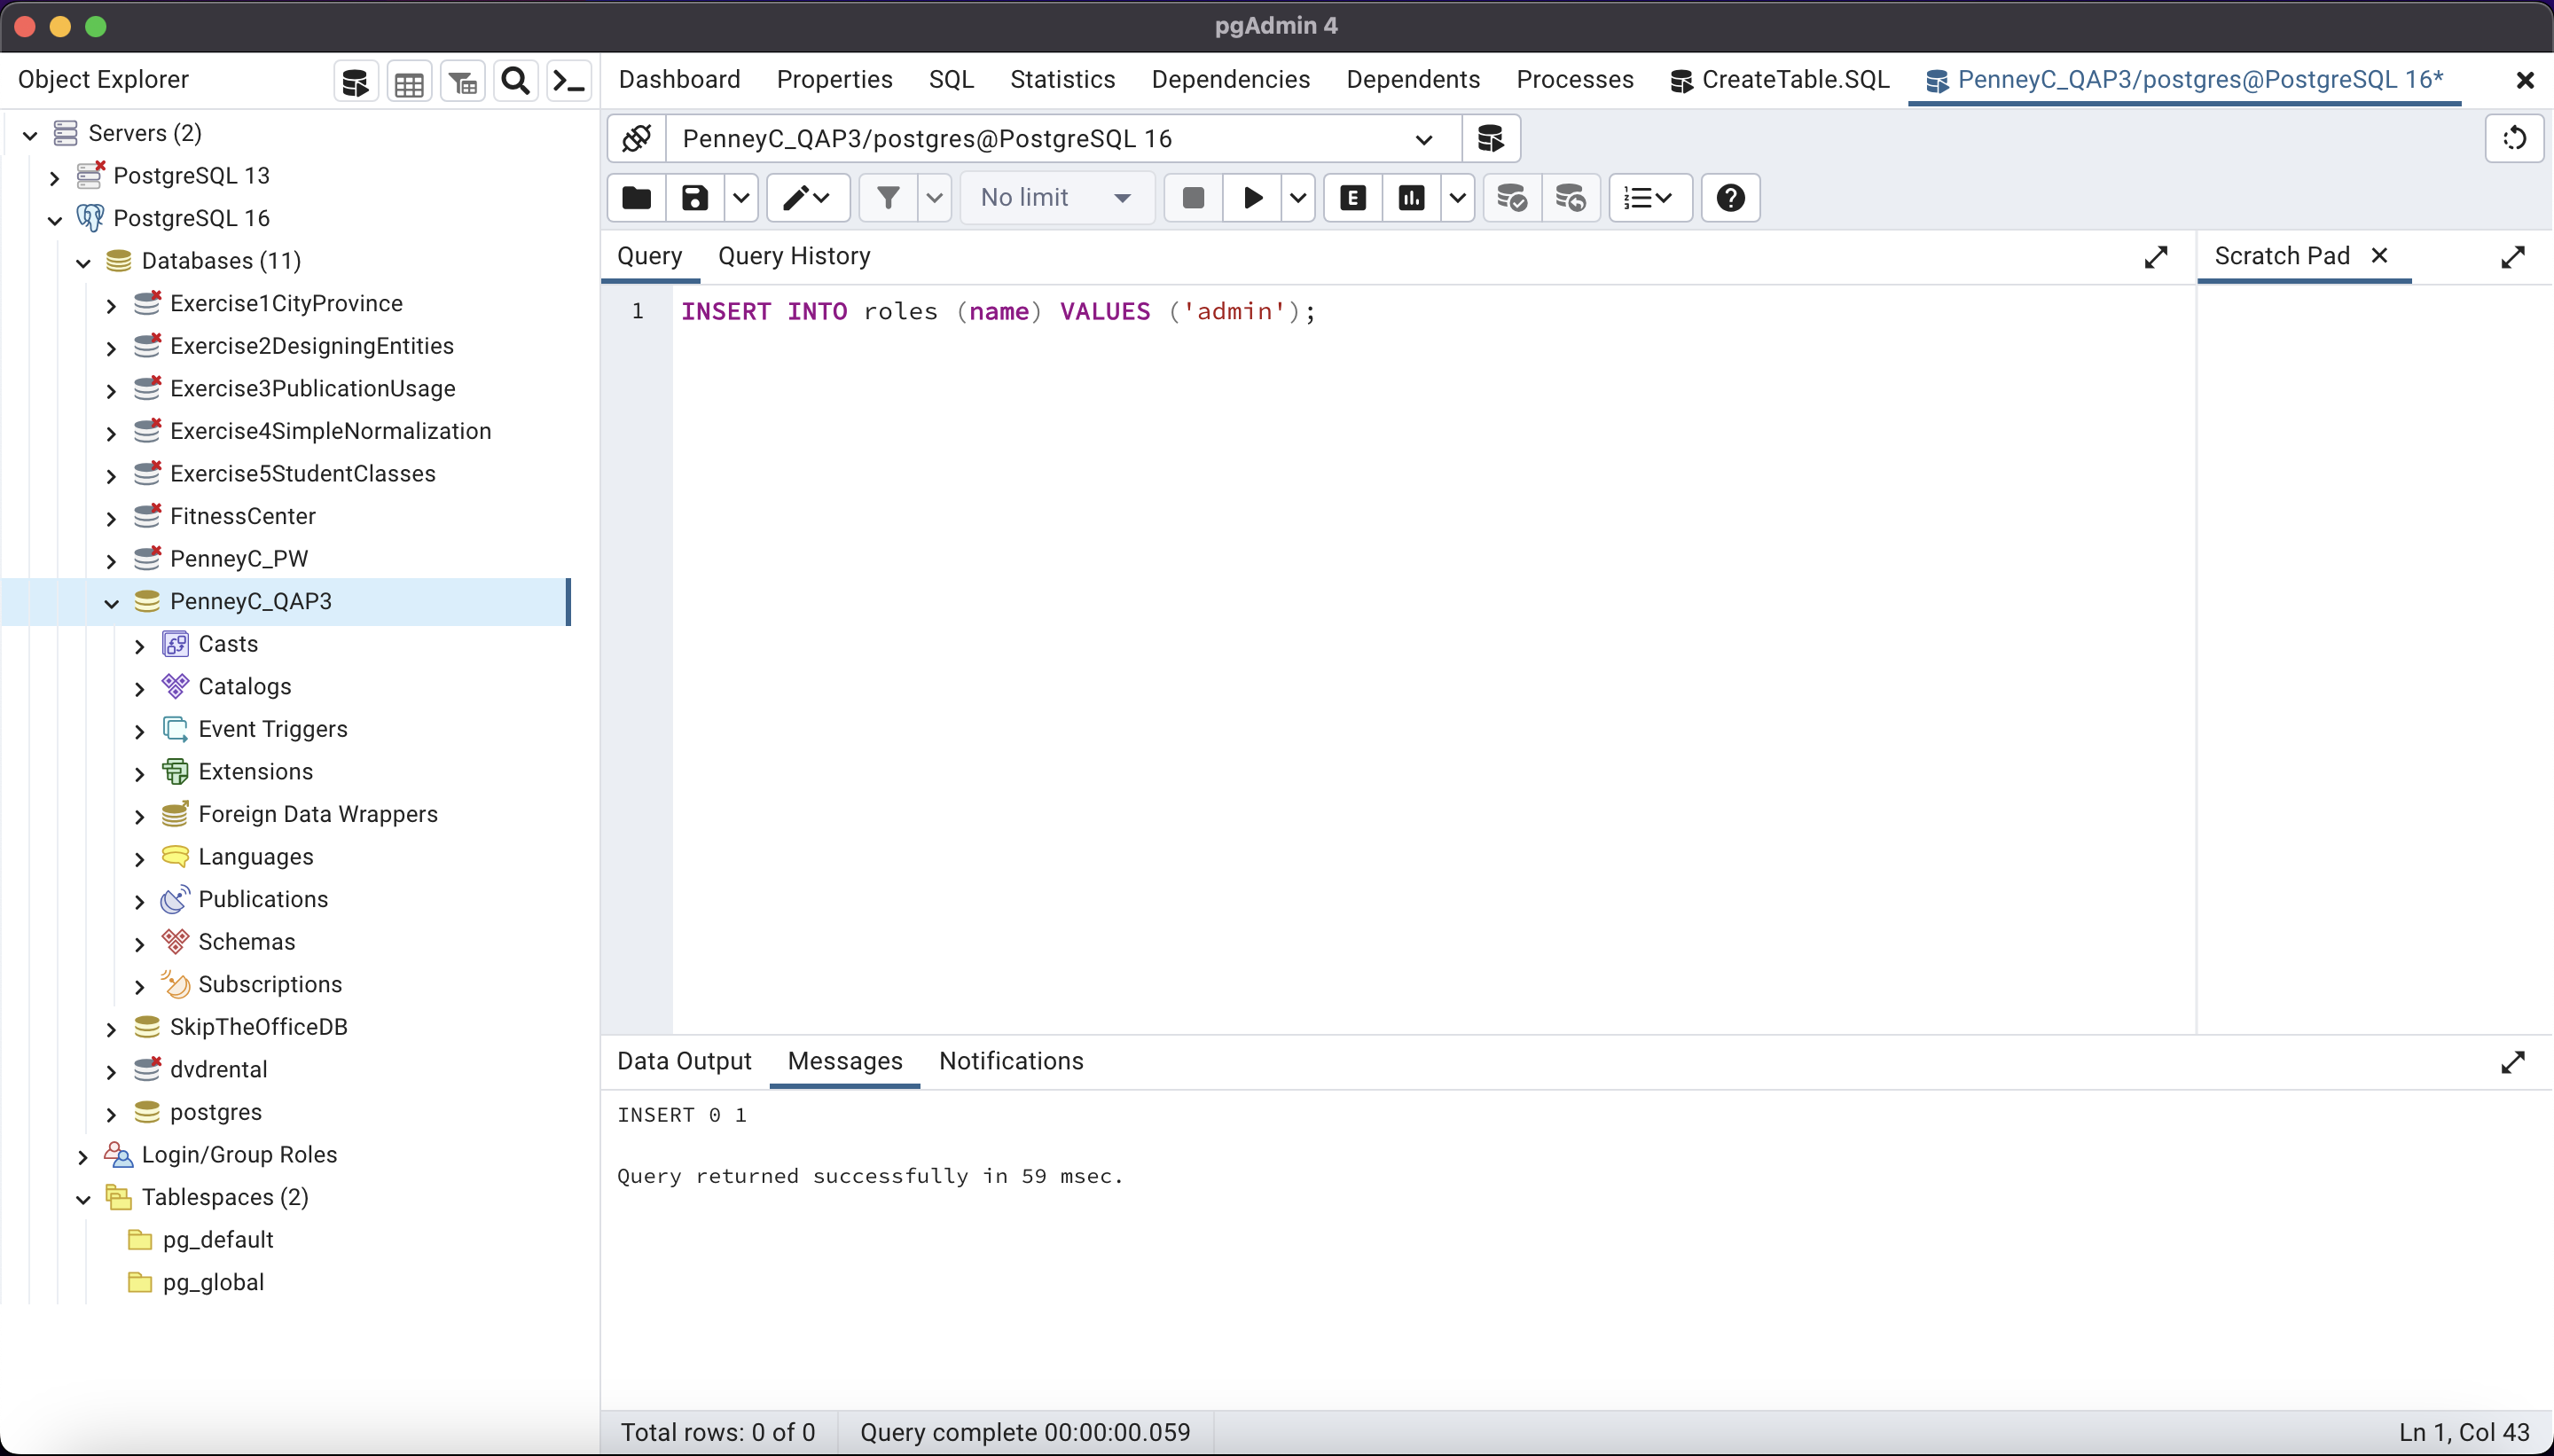 pgAdmin 4
Object Explorer
Dashboard Properties SQL Statistics Dependencies Dependents Processes CreateTable.SQL PenneyC_QAP3/postgres@PostgreSQL 16*
Servers (2)
PostgreSQL 13
PostgreSQL 16
Databases (11)
Exercise1CityProvince
Exercise2DesigningEntities
Exercise3PublicationUsage
Exercise4SimpleNormalization
Exercise5StudentClasses
FitnessCenter
PenneyC_PW
PenneyC_QAP3
Casts
Catalogs
Event Triggers
Extensions
Foreign Data Wrappers
Languages
Publications
Schemas
Subscriptions
SkipTheOfficeDB
dvdrental
postgres
Login/Group Roles
Tablespaces (2)
pg_default
pg_global
PenneyC_QAP3/postgres@PostgreSQL 16
No limit E
Query Query History
Scratch Pad
1 INSERT INTO roles (name) VALUES ('admin');
Data Output Messages Notifications
INSERT 0 1
Query returned successfully in 59 msec.
Total rows: 0 of 0 Query complete 00:00:00.059 Ln 1, Col 43